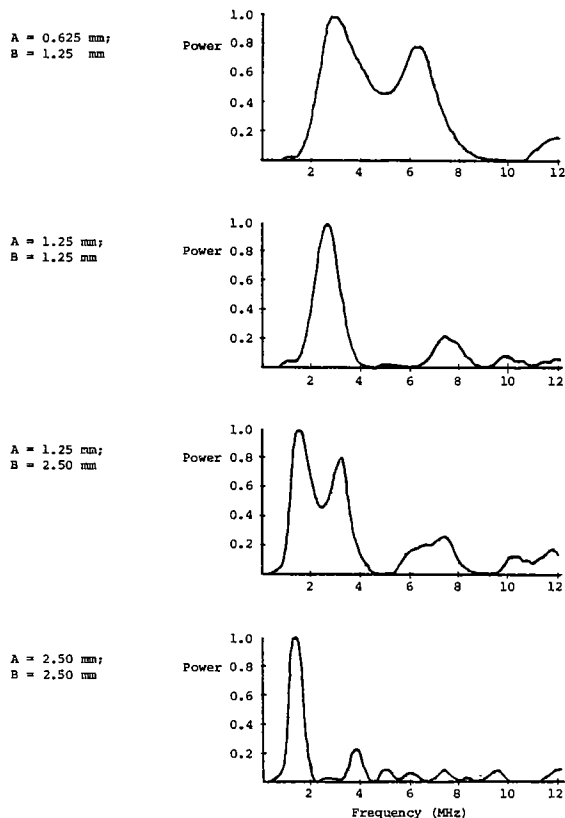 A = 0.625 mm;
B = 1.25 mm
Power
1.0
0.8
0.6
0.4
0.2
2 4 6 8 10 12
A = 1.25 mm;
B = 1.25 mm
Power
1.0
0.8
0.6
0.4
0.2
2 4 6 8 10 12
A = 1.25 mm;
B = 2.50 mm
Power
1.0
0.8
0.6
0.4
0.2
2 4 6 8 10 12
A = 2.50 mm;
B = 2.50 mm
Power
1.0
0.8
0.6
0.4
0.2
0 2 4 6 8 10 12
Frequency (MHz)